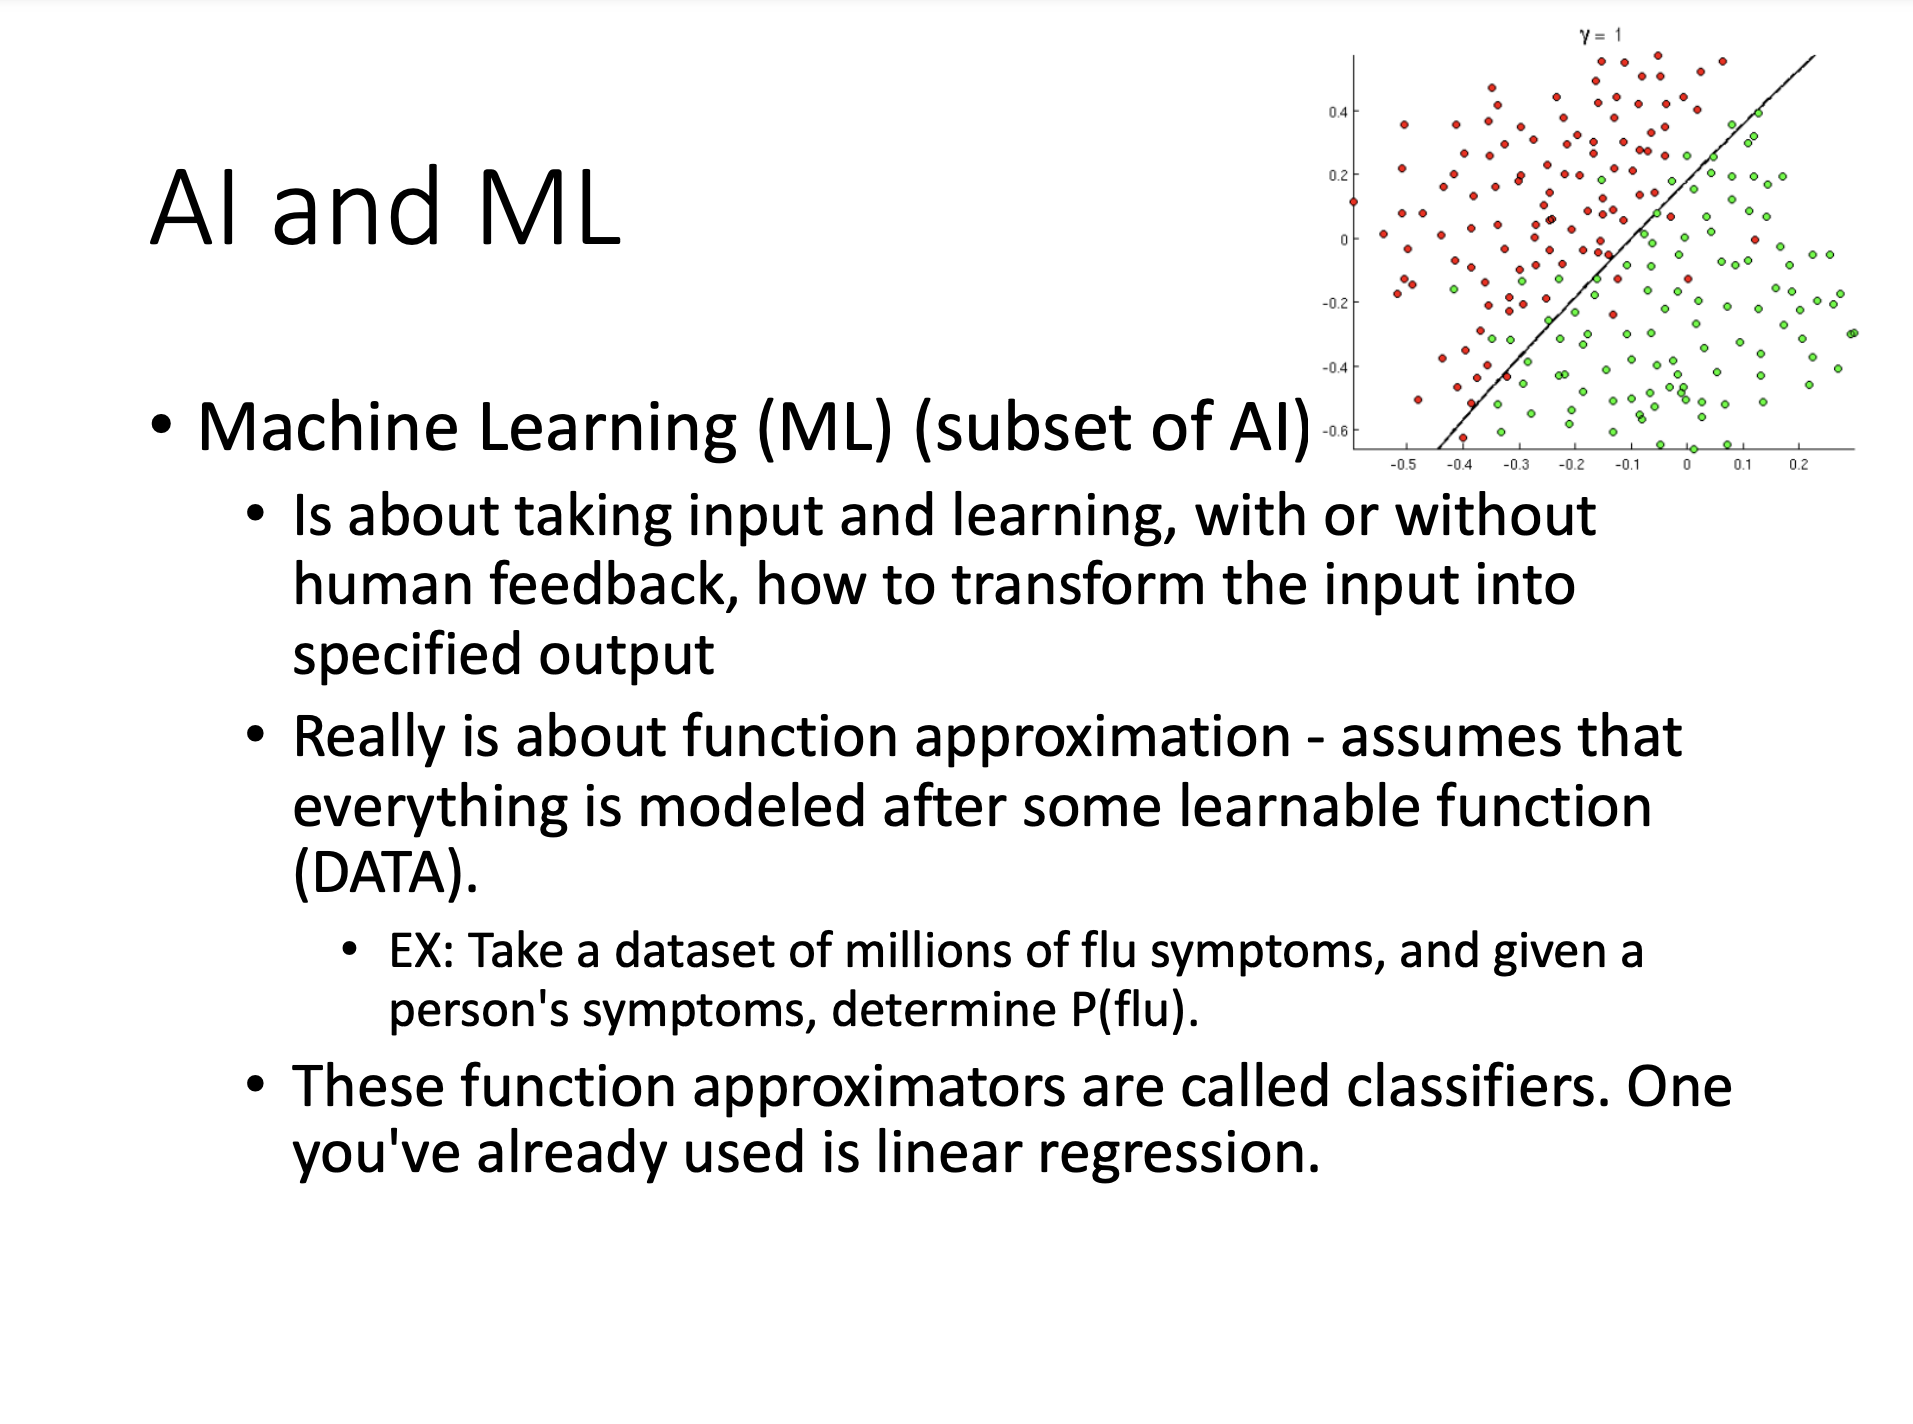 γ = 1
0.4
0.2
0
-0.2
-0.4
-0.6
-0.5 -0.4 -0.3 -0.2 -0.1 0 0.1 0.2
AI and ML
• Machine Learning (ML) (subset of AI)
• Is about taking input and learning, with or without
human feedback, how to transform the input into
specified output
• Really is about function approximation - assumes that
everything is modeled after some learnable function
(DATA).
• EX: Take a dataset of millions of flu symptoms, and given a
person's symptoms, determine P(flu).
• These function approximators are called classifiers. One
you've already used is linear regression.